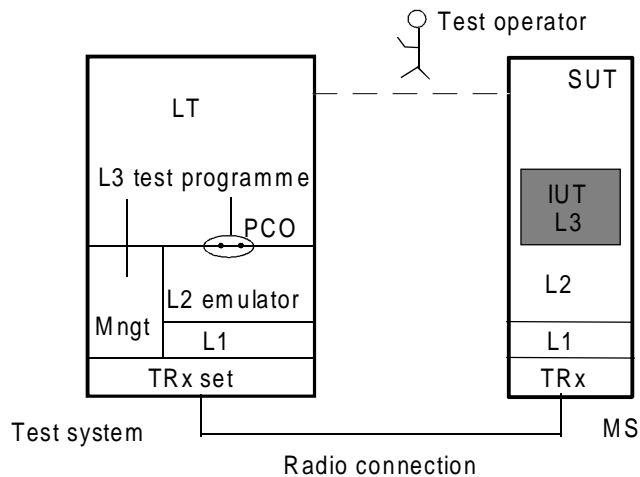 Test operator
SUT
LT
L3 test programme
IUT
L3
PCO
L2 emulator
L2
Mngt
L1
L1
TRx set
TRx
Test system
MS
Radio connection